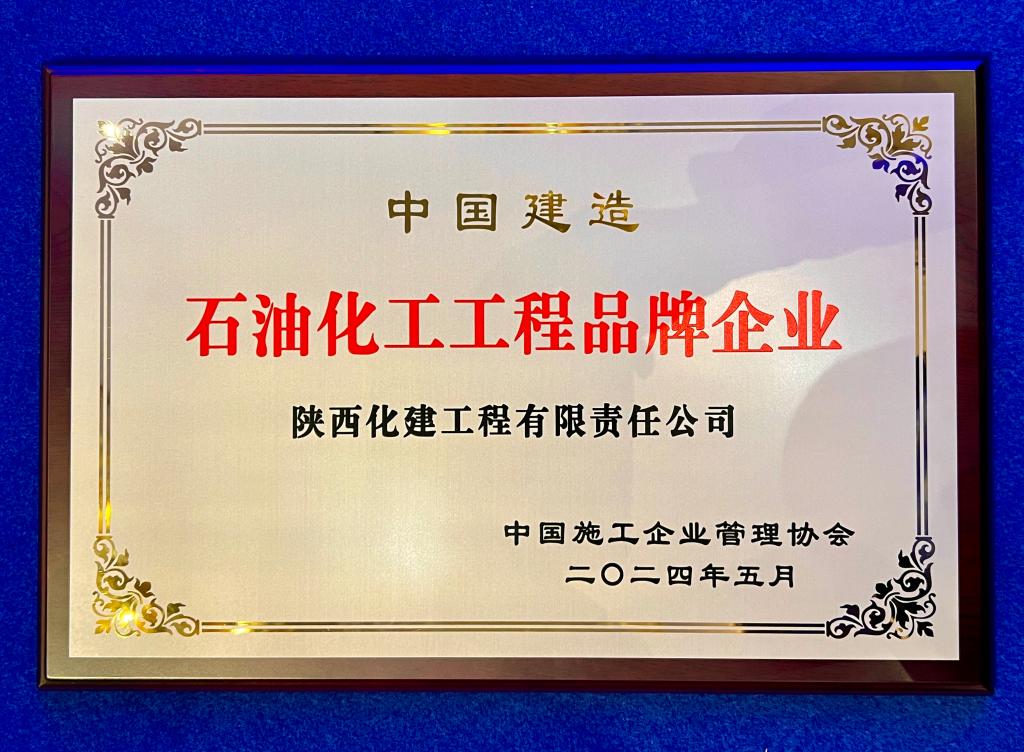 中国建造
石油化工工程品牌企业
陕西化建工程有限责任公司
中国施工企业管理协会
二〇二四年五月